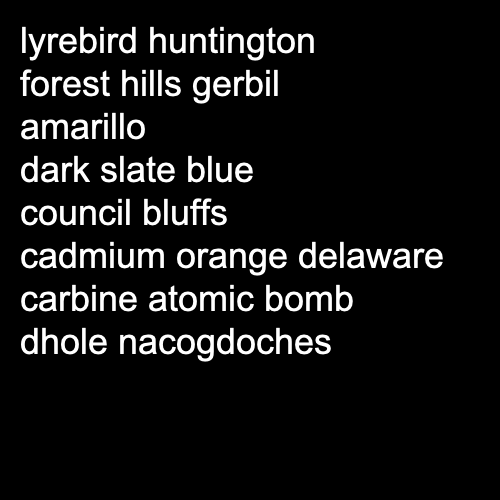 lyrebird huntington
forest hills gerbil
amarillo
dark slate blue
council bluffs
cadmium orange delaware
carbine atomic bomb
dhole nacogdoches